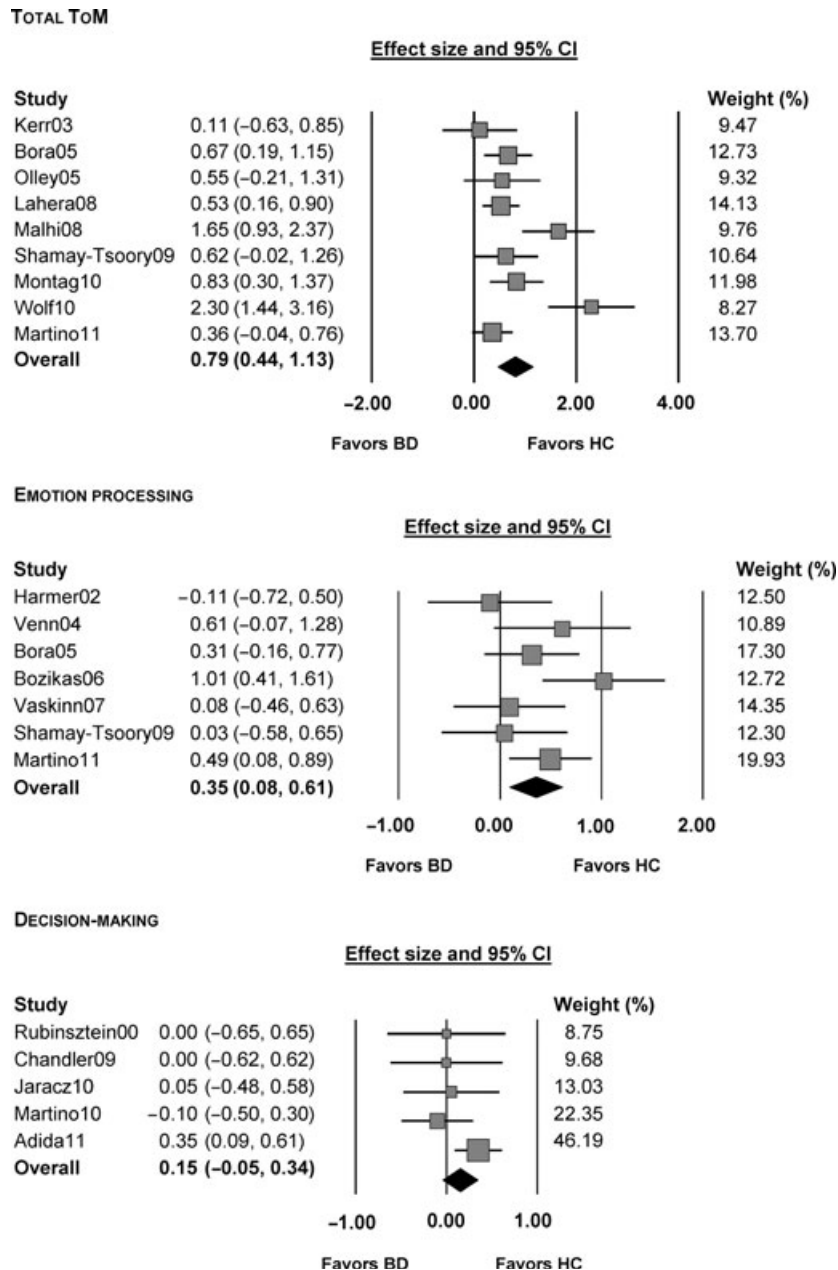 TOTAL TOM
Effect size and 95% CI
Study Weight (%)
Kerr03 0.11 (−0.63, 0.85) 9.47
Bora05 0.67 (0.19, 1.15) 12.73
Olley05 0.55 (−0.21, 1.31) 9.32
Lahera08 0.53 (0.16, 0.90) 14.13
Malhi08 1.65 (0.93, 2.37) 9.76
Shamay-Tsoory09 0.62 (−0.02, 1.26) 10.64
Montag10 0.83 (0.30, 1.37) 11.98
Wolf10 2.30 (1.44, 3.16) 8.27
Martino11 0.36 (−0.04, 0.76) 13.70
Overall 0.79 (0.44, 1.13)
−2.00 0.00 2.00 4.00
Favors BD Favors HC
EMOTION PROCESSING
Effect size and 95% CI
Study Weight (%)
Harmer02 −0.11 (−0.72, 0.50) 12.50
Venn04 0.61 (−0.07, 1.28) 10.89
Bora05 0.31 (−0.16, 0.77) 17.30
Bozikas06 1.01 (0.41, 1.61) 12.72
Vaskinn07 0.08 (−0.46, 0.63) 14.35
Shamay-Tsoory09 0.03 (−0.58, 0.65) 12.30
Martino11 0.49 (0.08, 0.89) 19.93
Overall 0.35 (0.08, 0.61)
−1.00 0.00 1.00 2.00
Favors BD Favors HC
DECISION-MAKING
Effect size and 95% CI
Study Weight (%)
Rubinsztein00 0.00 (−0.65, 0.65) 8.75
Chandler09 0.00 (−0.62, 0.62) 9.68
Jaracz10 0.05 (−0.48, 0.58) 13.03
Martino10 −0.10 (−0.50, 0.30) 22.35
Adida11 0.35 (0.09, 0.61) 46.19
Overall 0.15 (−0.05, 0.34)
−1.00 0.00 1.00
Favors BD Favors HC